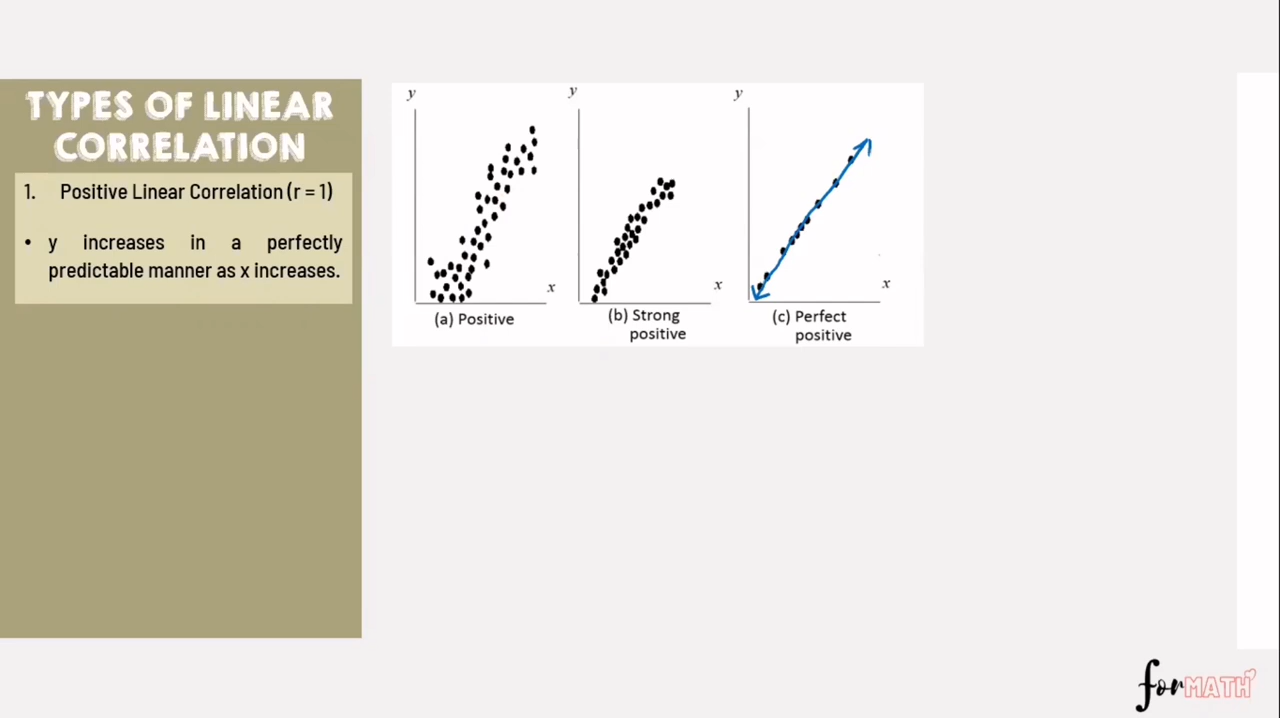 TYPES OF LINEAR
CORRELATION
1. Positive Linear Correlation (r = 1)
• y increases in a perfectly
predictable manner as x increases.
y
x
(a) Positive
y
x
(b) Strong
positive
y
x
(c) Perfect
positive
forMATH